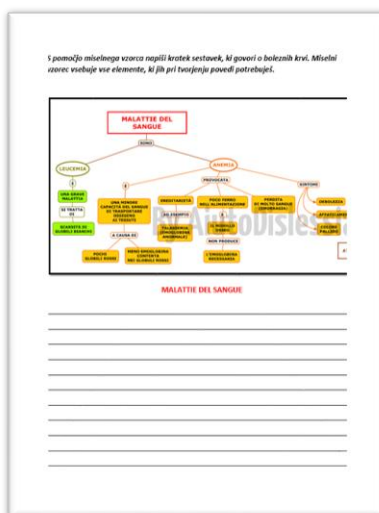 S pomočjo miselnega vzorca napiši kratek sestavek, ki govori o boleznih krvi. Miselni
vzorec vsebuje vse elemente, ki jih pri tvorjenju povedi potrebuješ.
MALATTIE DEL
SANGUE
SONO
LEUCEMIA
ANEMIA
È
È
PROVOCATA
SINTOMI
UNA GRAVE
MALATTIA
UNA MINORE
CAPACITÀ DEL SANGUE
DI TRASPORTARE
OSSIGENO
AI TESSUTI
EREDITARIETÀ
POCO FERRO
NELL'ALIMENTAZIONE
PERDITA
DI MOLTO SANGUE
SI TRATTA
DI
AD ESEMPIO
È
DEBOLEZZA
SCARSITÀ DI
GLOBULI BIANCHI
A CAUSA DI
TALASSEMIA
IL MIDOLLO
OSSEO
COLORE
PALLIDO
NON PRODUCE
POCHI
GLOBULI ROSSI
MENO EMOGLOBINA
CONTENUTA
NEI GLOBULI ROSSI
L'EMOGLOBINA
NECESSARIA
MALATTIE DEL SANGUE